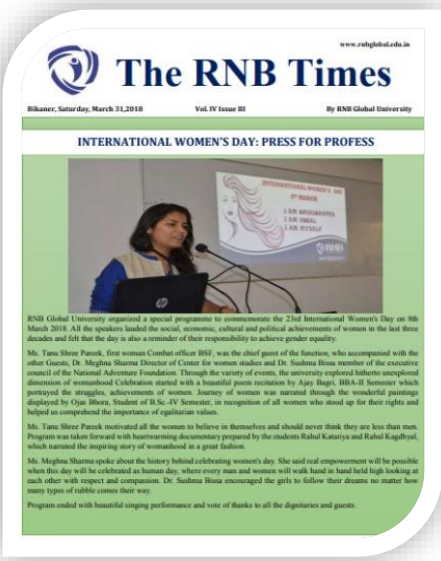 www.rnbglobal.edu.in
The RNB Times
Bikaner, Saturday, March 31,2018 Vol. IV Issue III By RNB Global University
INTERNATIONAL WOMEN'S DAY: PRESS FOR PROFESS
INTERNATIONAL WOMEN'S DAY
8TH MARCH
I AM
I AM
I AM MYSELF
RNB
RNB Global University organized a special programme to commemorate the 23rd International Women's Day on 8th
March 2018. All the speakers lauded the social, economic, cultural and political achievements of women in the last three
decades and felt that the day is also a reminder of their responsibility to achieve gender equality.
Ms. Tanu Shree Pareek, first woman Combat officer BSF, was the chief guest of the function, who accompanied with the
other Guests, Dr. Meghna Sharma Director of Center for women studies and Dr. Sushma Bissa member of the executive
council of the National Adventure Foundation. Through the variety of events, the university explored hitherto unexplored
dimension of womanhood Celebration started with a beautiful poem recitation by Ajay Bagri, BBA-II Semester which
portrayed the struggles, achievements of women. Journey of women was narrated through the wonderful paintings
displayed by Ojas Bhora, Student of B.Sc.-IV Semester, in recognition of all women who stood up for their rights and
helped us comprehend the importance of egalitarian values.
Ms. Tanu Shree Pareek motivated all the women to believe in themselves and should never think they are less than men.
Program was taken forward with heartwarming documentary prepared by the students Rahul Katariya and Rahul Kagdhyal,
which narrated the inspiring story of womanhood in a great fashion.
Ms. Meghna Sharma spoke about the history behind celebrating women's day. She said real empowerment will be possible
when this day will be celebrated as human day, where every man and women will walk hand in hand held high looking at
each other with respect and compassion. Dr. Sushma Bissa encouraged the girls to follow their dreams no matter how
many types of rubble comes their way.
Program ended with beautiful singing performance and vote of thanks to all the dignitaries and guests.